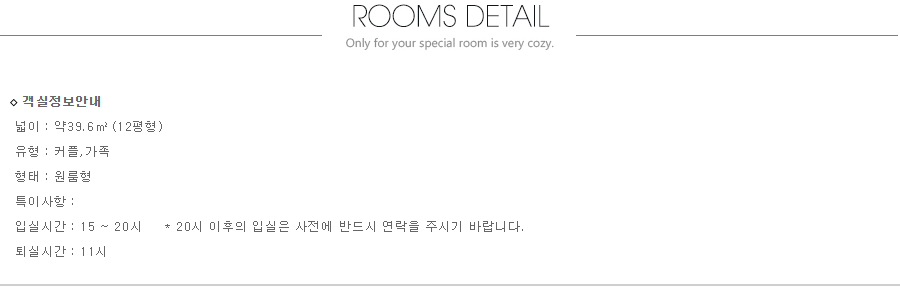 ROOMS DETAIL
Only for your special room is very cozy.
◇ 객실정보안내
넓이 : 약39.6㎡ (12평형)
유형 : 커플,가족
형태 : 원룸형
특이사항 :
입실시간 : 15 ~ 20시 * 20시 이후의 입실은 사전에 반드시 연락을 주시기 바랍니다.
퇴실시간 : 11시